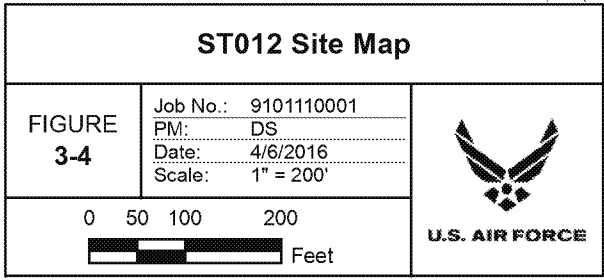 ST012 Site Map
FIGURE
3-4
Job No.: 9101110001
PM: DS
Date: 4/6/2016
Scale: 1" = 200'
0 50 100 200
Feet
U.S. AIR FORCE